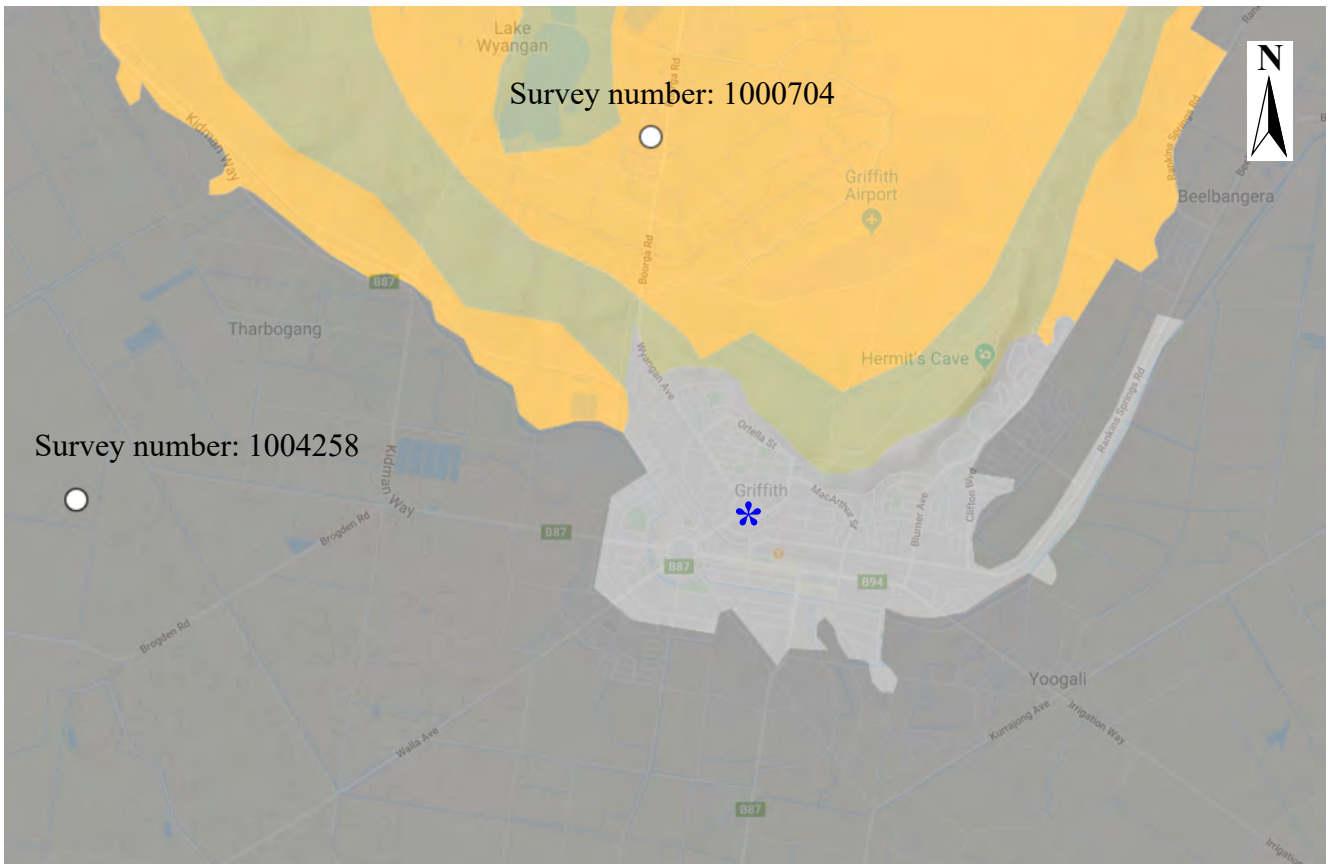 Lake
Wyangan
N
Survey number: 1000704
Kidman Way
Rankins Springs Rd
Griffith
Airport
Beelbangera
Boorga Rd
B87
Tharbogang
Hermit's Cave
Wyangan Ave
Rankins Springs Rd
Ortella St
Survey number: 1004258
Kidman Way
Griffith
*
MacArthur St
Clifton Blvd
Blumer Ave
Brogden Rd
B87
B87
B94
Brogden Rd
Yoogali
Walla Ave
Kurrajong Ave
Irrigation Way
B87
Irrigation